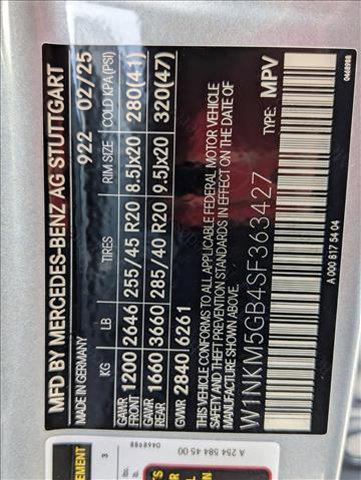 MFD BY MERCEDES-BENZ AG STUTTGART
MADE IN GERMANY 922 02/25
KG LB TIRES RIM SIZE COLD KPA(PSI)
GAWR FRONT 1200 2646 255/45 R20 8.5Jx20 280(41)
GAWR REAR 1660 3660 285/40 R20 9.5Jx20 320(47)
GVWR 2840 6261
THIS VEHICLE CONFORMS TO ALL APPLICABLE FEDERAL MOTOR VEHICLE
SAFETY AND THEFT PREVENTION STANDARDS IN EFFECT ON THE DATE OF
MANUFACTURE SHOWN ABOVE.
W1NKM5GB4SF363427 TYPE: MPV
A 000 817 54 04
0468988
A 254 584 45 00
3
EMENT